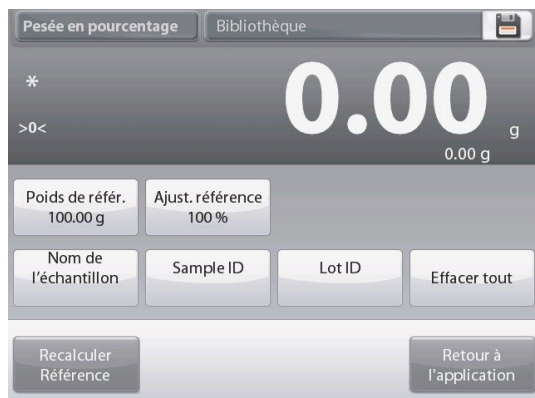 Pesée en pourcentage
Bibliothèque
*
0.00 g
>0<
0.00 g
Poids de référ.
100.00 g
Ajust. référence
100 %
Nom de
l'échantillon
Sample ID
Lot ID
Effacer tout
Recalculer
Référence
Retour à
l'application